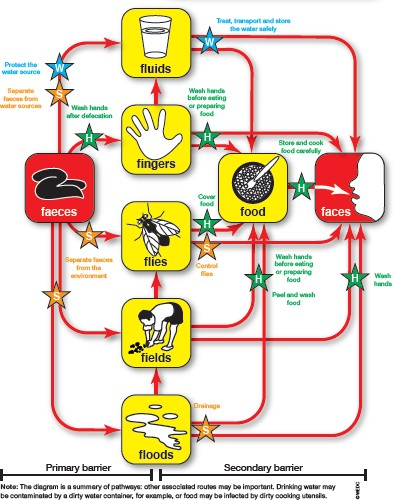 Treat, transport and store
the water safely
W
fluids
Protect the
water source
W
Separate
faeces from
water sources
S
Wash hands
after defecation
H
Wash hands
before eating
or preparing
food
H
fingers
Store and cook
food carefully
H
faeces
food
faces
Cover
food
H
S
S
Control
flies
flies
Separate faeces
from the
environment
Wash hands
before eating
or preparing
food
H
Peel and wash
food
H
Wash
hands
S
fields
Drainage
S
floods
Primary barrier
Secondary barrier
Note: The diagram is a summary of pathways: other associated routes may be important. Drinking water may
be contaminated by a dirty water container, for example, or food may be infected by dirty cooking utensils.
©WEDC